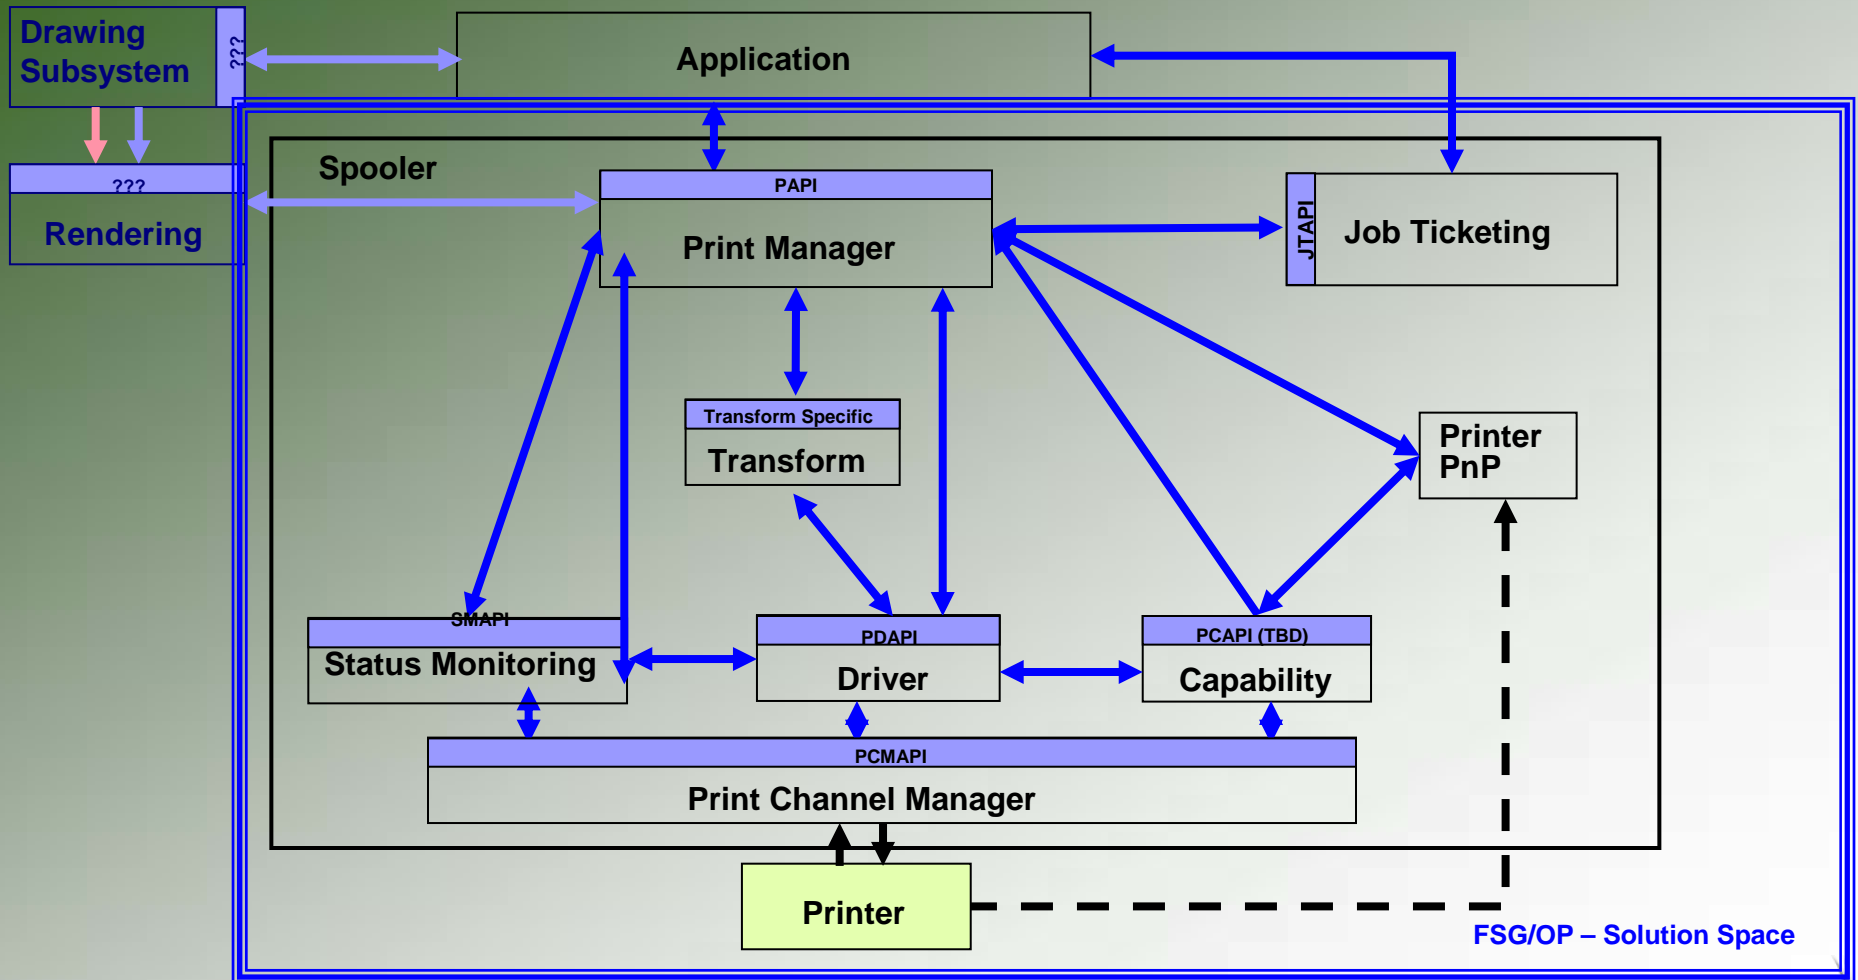 Drawing
Subsystem
???
Application
???
Rendering
Spooler
PAPI
Print Manager
JTAPI
Job Ticketing
Transform Specific
Transform
Printer
PnP
SMAPI
Status Monitoring
PDAPI
Driver
PCAPI (TBD)
Capability
PCMAPI
Print Channel Manager
Printer
FSG/OP – Solution Space